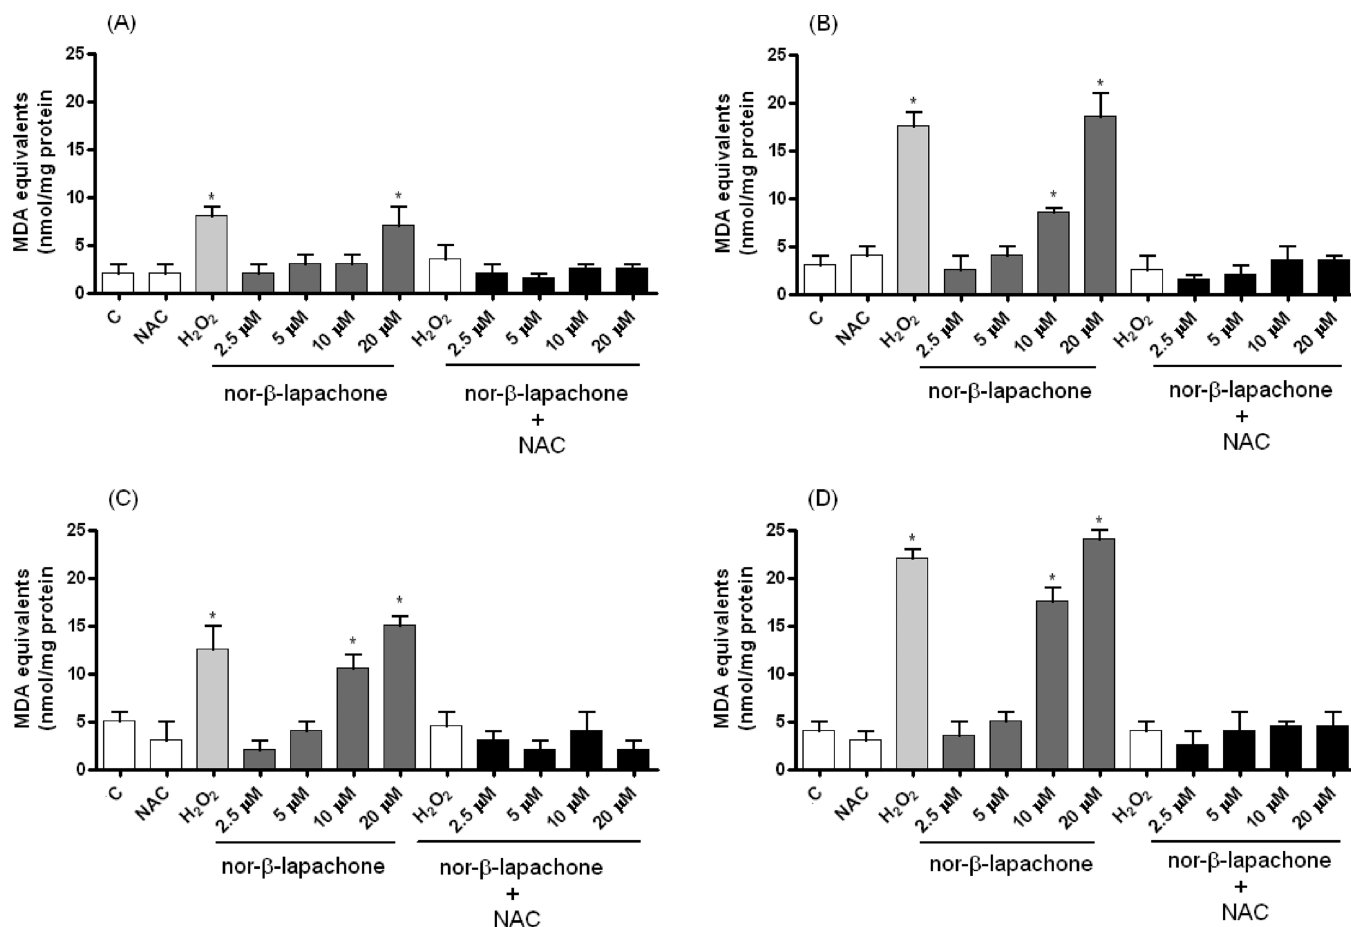 (A)
MDA equivalents
(nmol/mg protein)
25
20
15
10
5
0
*
*
C
NAC
H₂O₂
2.5 µM
5 µM
10 µM
20 µM
H₂O₂
2.5 µM
5 µM
10 µM
20 µM
nor-β-lapachone
nor-β-lapachone
+
NAC
(B)
MDA equivalents
(nmol/mg protein)
25
20
15
10
5
0
*
*
*
C
NAC
H₂O₂
2.5 µM
5 µM
10 µM
20 µM
H₂O₂
2.5 µM
5 µM
10 µM
20 µM
nor-β-lapachone
nor-β-lapachone
+
NAC
(C)
MDA equivalents
(nmol/mg protein)
25
20
15
10
5
0
*
*
*
C
NAC
H₂O₂
2.5 µM
5 µM
10 µM
20 µM
H₂O₂
2.5 µM
5 µM
10 µM
20 µM
nor-β-lapachone
nor-β-lapachone
+
NAC
(D)
MDA equivalents
(nmol/mg protein)
25
20
15
10
5
0
*
*
*
C
NAC
H₂O₂
2.5 µM
5 µM
10 µM
20 µM
H₂O₂
2.5 µM
5 µM
10 µM
20 µM
nor-β-lapachone
nor-β-lapachone
+
NAC